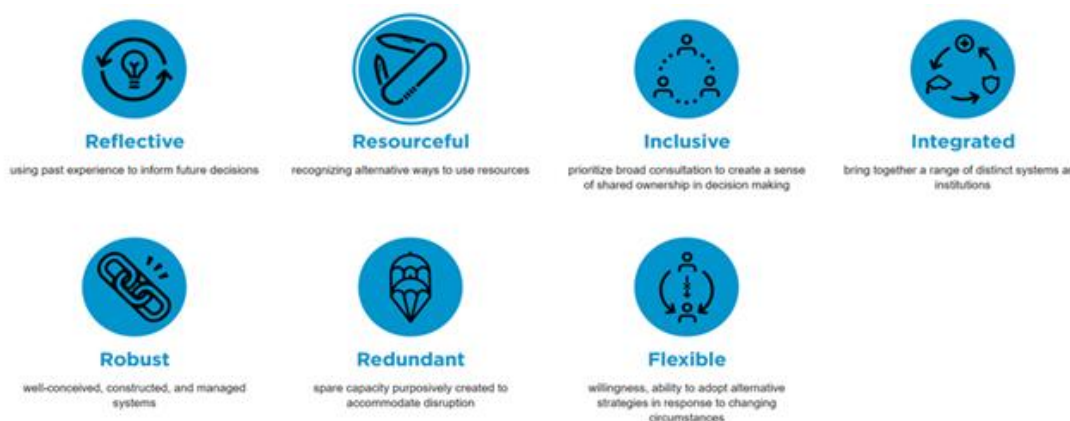 Reflective
using past experience to inform future decisions
Resourceful
recognizing alternative ways to use resources
Inclusive
prioritize broad consultation to create a sense
of shared ownership in decision making
Integrated
bring together a range of distinct systems
institutions
Robust
well-conceived, constructed, and managed
systems
Redundant
spare capacity purposively created to
accommodate disruption
Flexible
willingness, ability to adopt alternative
strategies in response to changing
circumstances